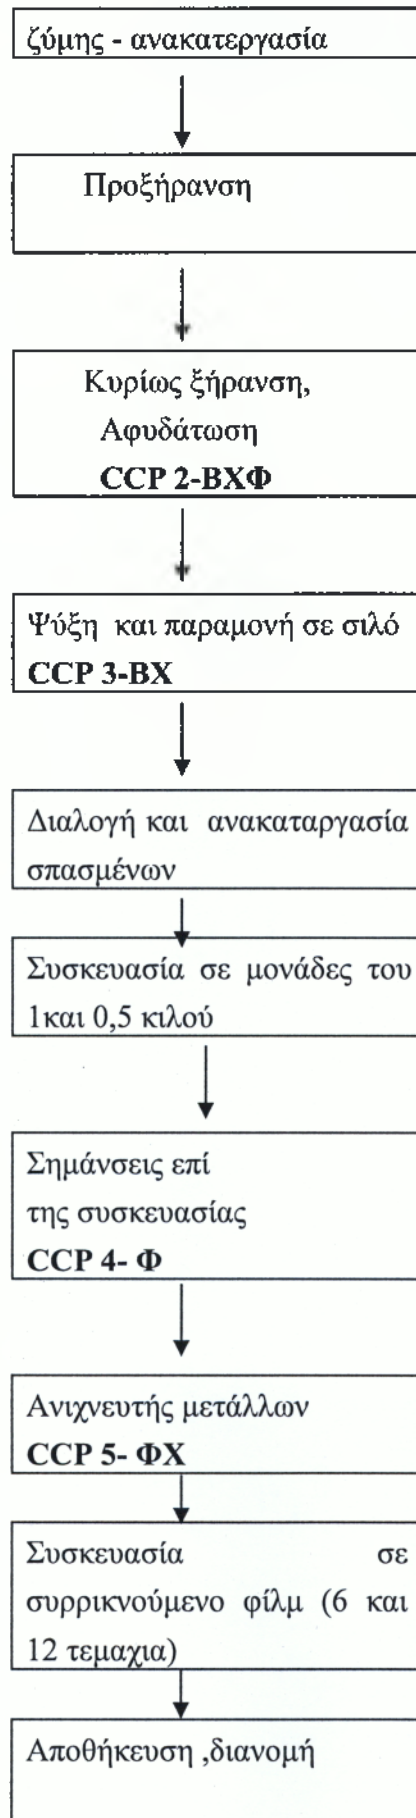 ζύμης - ανακατεργασία
Προξήρανση
Κυρίως ξήρανση,
Αφυδάτωση
CCP 2-ΒΧΦ
Ψύξη και παραμονή σε σιλό
CCP 3-ΒΧ
Διαλογή και ανακαταργασία
σπασμένων
Συσκευασία σε μονάδες του
1και 0,5 κιλού
Σημάνσεις επί
της συσκευασίας
CCP 4- Φ
Ανιχνευτής μετάλλων
CCP 5- ΦΧ
Συσκευασία σε
συρρικνούμενο φίλμ (6 και
12 τεμαχια)
Αποθήκευση ,διανομή